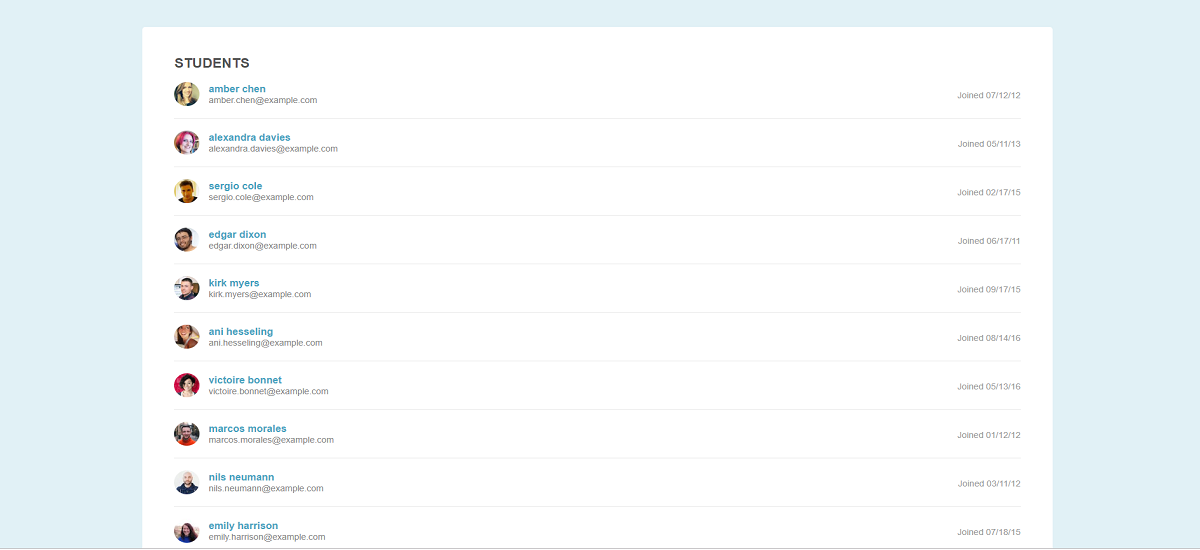 STUDENTS
amber chen
amber.chen@example.com
Joined 07/12/12
alexandra davies
alexandra.davies@example.com
Joined 05/11/13
sergio cole
sergio.cole@example.com
Joined 02/17/15
edgar dixon
edgar.dixon@example.com
Joined 06/17/11
kirk myers
kirk.myers@example.com
Joined 09/17/15
ani hesseling
ani.hesseling@example.com
Joined 08/14/16
victoire bonnet
victoire.bonnet@example.com
Joined 05/13/16
marcos morales
marcos.morales@example.com
Joined 01/12/12
nils neumann
nils.neumann@example.com
Joined 03/11/12
emily harrison
emily.harrison@example.com
Joined 07/18/15